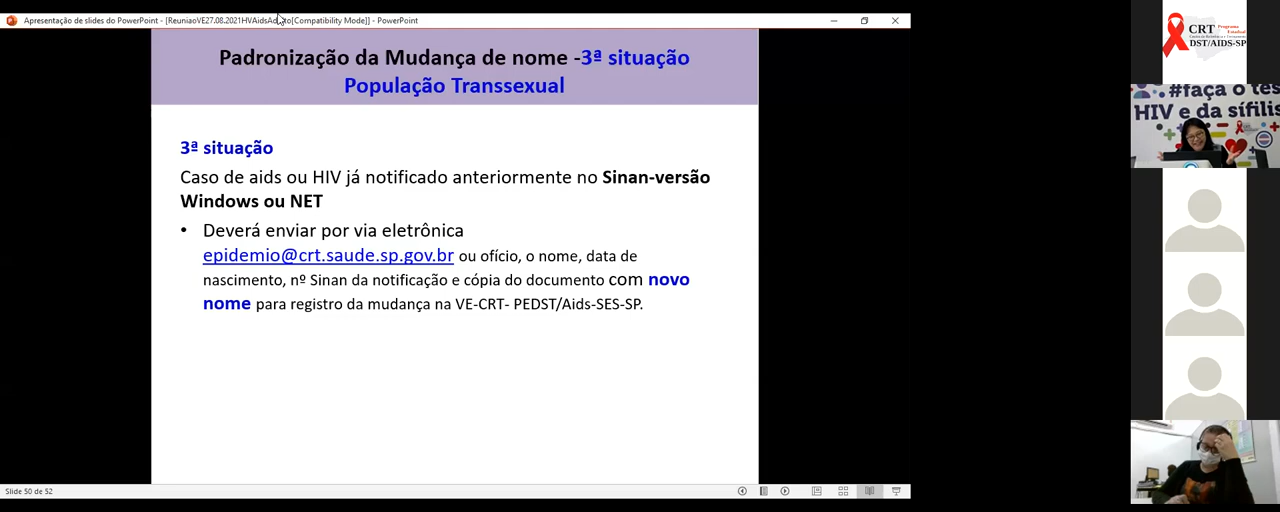 Apresentação de slides do PowerPoint - [ReuniaoVE27.08.2021HVAidsAdulto[Compatibility Mode]] - PowerPoint
Padronização da Mudança de nome -3ª situação
População Transsexual
3ª situação
Caso de aids ou HIV já notificado anteriormente no Sinan-versão
Windows ou NET
• Deverá enviar por via eletrônica
epidemio@crt.saude.sp.gov.br ou ofício, o nome, data de
nascimento, nº Sinan da notificação e cópia do documento com novo
nome para registro da mudança na VE-CRT- PEDST/Aids-SES-SP.
Slide 50 de 52
CRT
Programa
Estadual
DST/AIDS-SP
#faça o tes
HIV e da sífilis